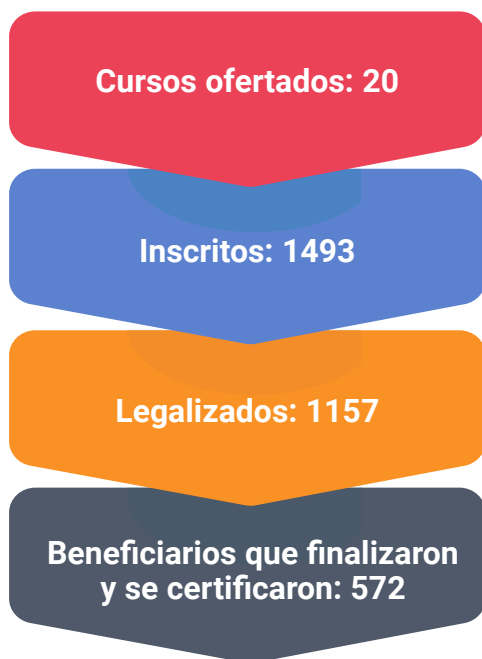 Cursos ofertados: 20
Inscritos: 1493
Legalizados: 1157
Beneficiarios que finalizaron
y se certificaron: 572